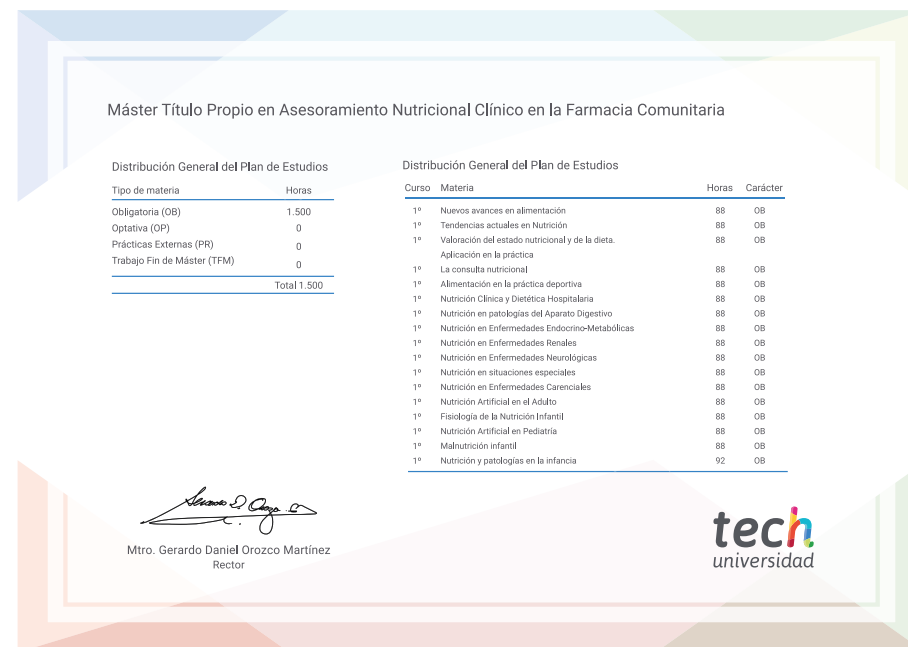 Máster Título Propio en Asesoramiento Nutricional Clínico en la Farmacia Comunitaria
Distribución General del Plan de Estudios
Tipo de materia Horas
Obligatoria (OB) 1.500
Optativa (OP) 0
Prácticas Externas (PR) 0
Trabajo Fin de Máster (TFM) 0
Total 1.500
Distribución General del Plan de Estudios
Curso Materia Horas Carácter
1º Nuevos avances en alimentación 88 OB
1º Tendencias actuales en Nutrición 88 OB
1º Valoración del estado nutricional y de la dieta. 88 OB
Aplicación en la práctica
1º La consulta nutricional 88 OB
1º Alimentación en la práctica deportiva 88 OB
1º Nutrición Clínica y Dietética Hospitalaria 88 OB
1º Nutrición en patologías del Aparato Digestivo 88 OB
1º Nutrición en Enfermedades Endocrino-Metabólicas 88 OB
1º Nutrición en Enfermedades Renales 88 OB
1º Nutrición en Enfermedades Neurológicas 88 OB
1º Nutrición en situaciones especiales 88 OB
1º Nutrición en Enfermedades Carenciales 88 OB
1º Nutrición Artificial en el Adulto 88 OB
1º Fisiología de la Nutrición Infantil 88 OB
1º Nutrición Artificial en Pediatría 88 OB
1º Malnutrición infantil 88 OB
1º Nutrición y patologías en la infancia 92 OB
Mtro. Gerardo Daniel Orozco Martínez
Rector
tech
universidad